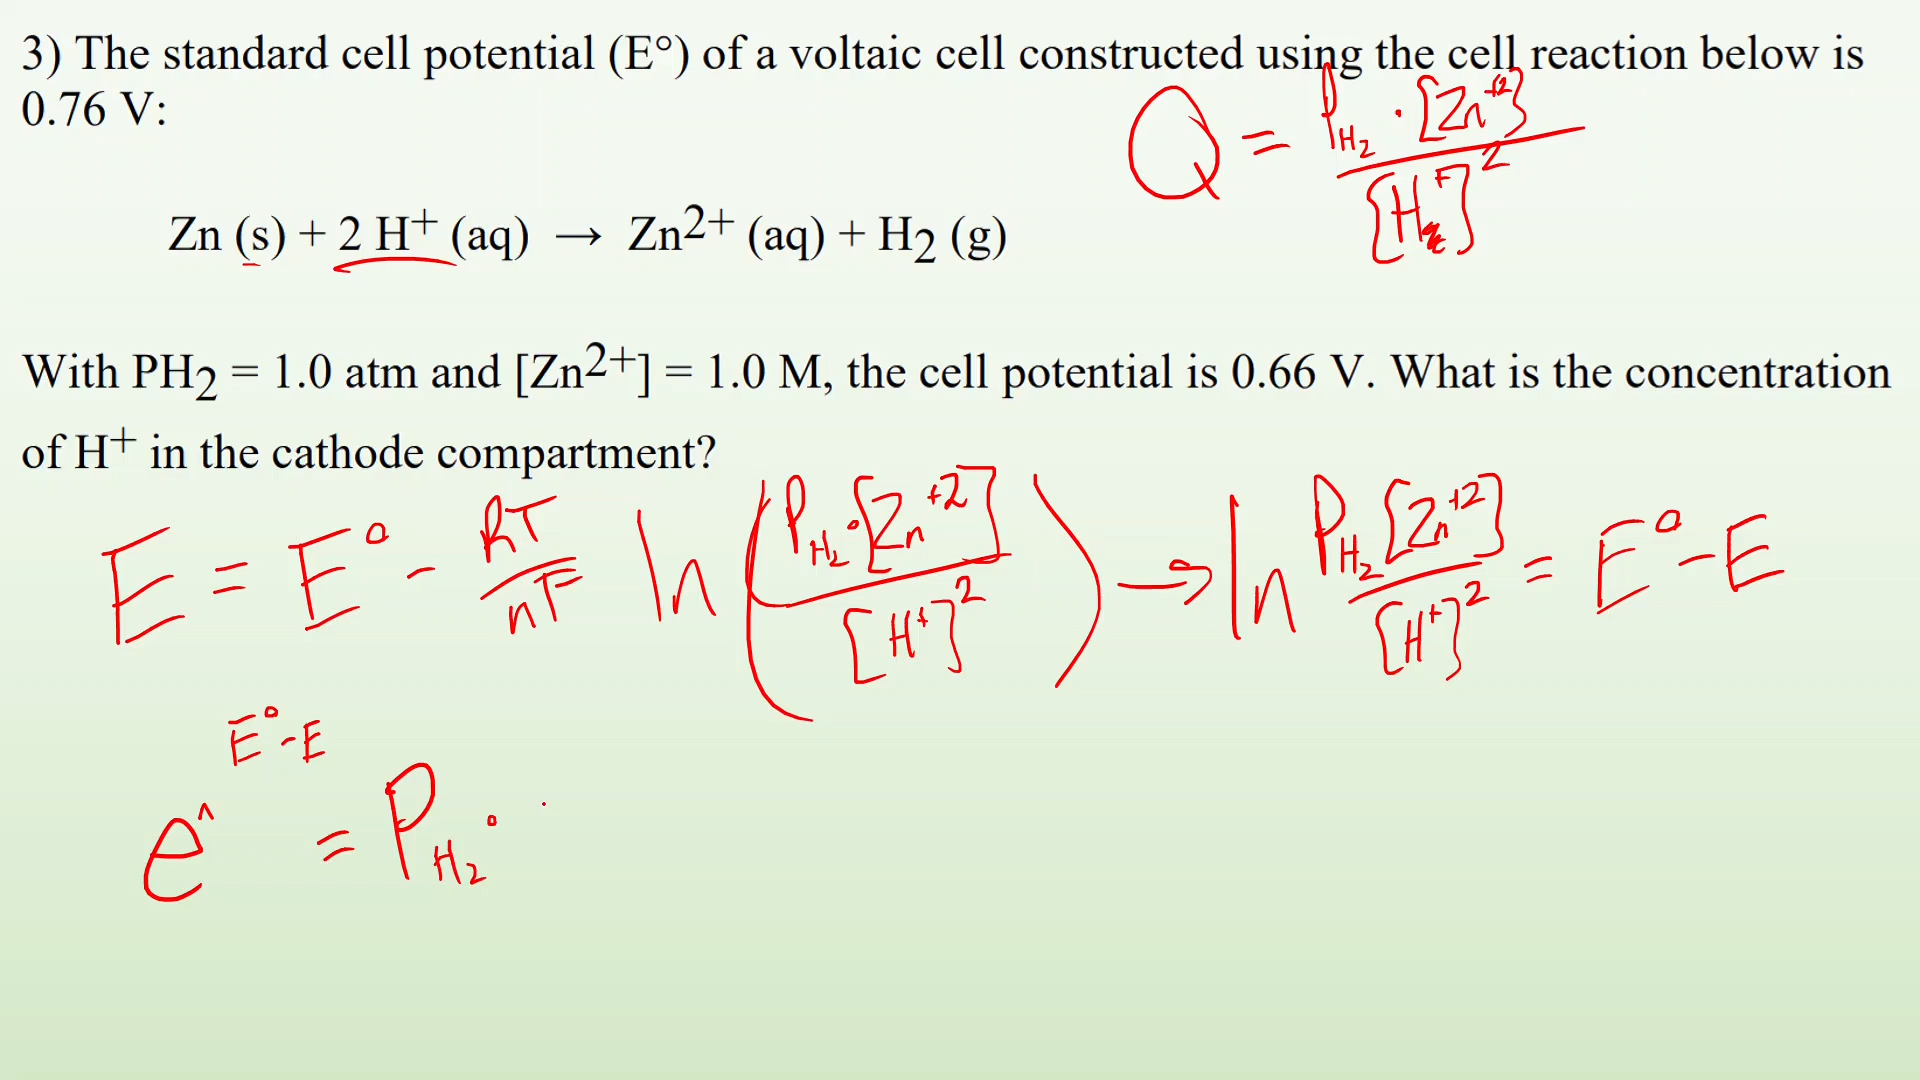 3) The standard cell potential (E°) of a voltaic cell constructed using the cell reaction below is
0.76 V:
Q = P_H₂ · [Zn⁺²] / [H⁺]²
Zn (s) + 2 H⁺ (aq) → Zn²⁺ (aq) + H₂ (g)
With PH₂ = 1.0 atm and [Zn²⁺] = 1.0 M, the cell potential is 0.66 V. What is the concentration
of H⁺ in the cathode compartment?
E = E° - RT/nF ln(P_H₂ · [Zn⁺²] / [H⁺]²) → ln P_H₂ [Zn⁺²] / [H⁺]² = E° - E
e^ E° - E = P_H₂ ·